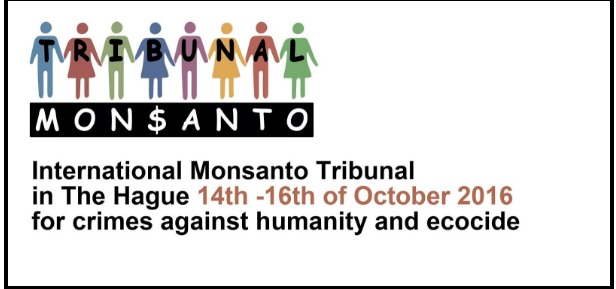 TRIBUNAL
MON$ANTO
International Monsanto Tribunal
in The Hague 14th -16th of October 2016
for crimes against humanity and ecocide